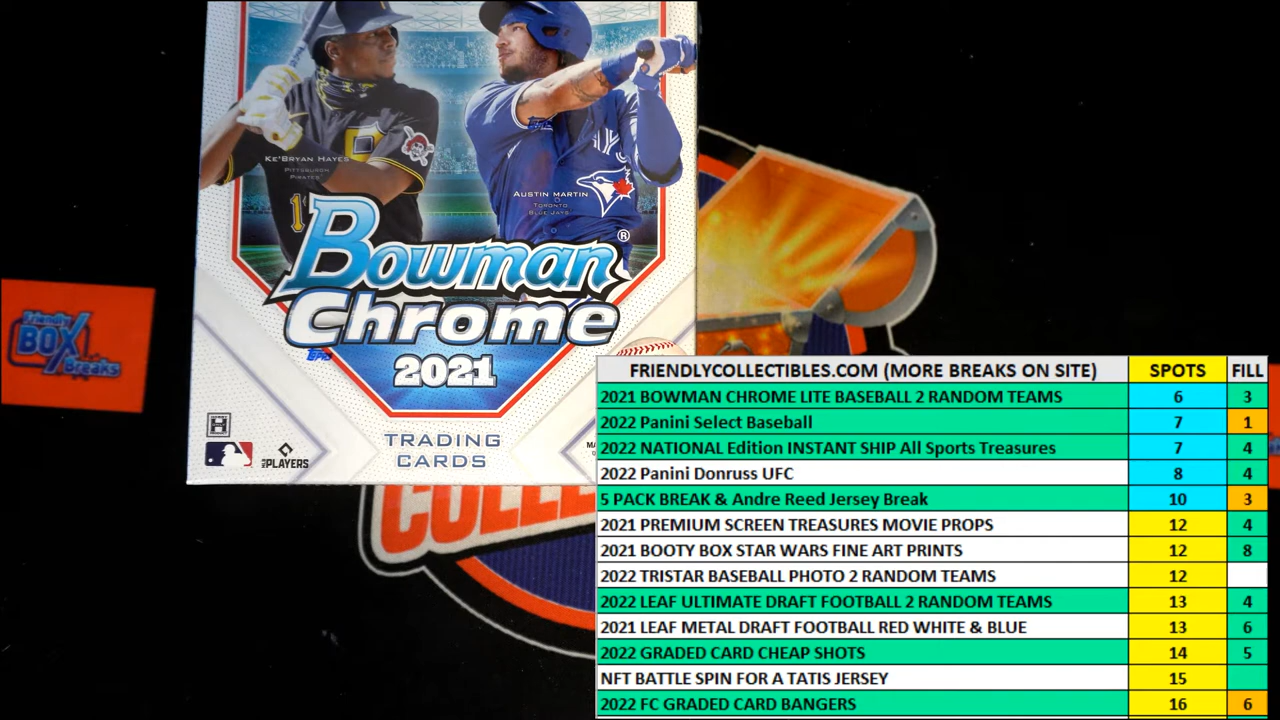 KE'BRYAN HAYES
PITTSBURGH
PIRATES
AUSTIN MARTIN
TORONTO
BLUE JAYS
Bowman®
Chrome
topps
2021
TRADING
CARDS
H
MLB PLAYERS
Friendly
BOX
Breaks
COLLE
FRIENDLYCOLLECTIBLES.COM (MORE BREAKS ON SITE) SPOTS FILL
2021 BOWMAN CHROME LITE BASEBALL 2 RANDOM TEAMS 6 3
2022 Panini Select Baseball 7 1
2022 NATIONAL Edition INSTANT SHIP All Sports Treasures 7 4
2022 Panini Donruss UFC 8 4
5 PACK BREAK & Andre Reed Jersey Break 10 3
2021 PREMIUM SCREEN TREASURES MOVIE PROPS 12 4
2021 BOOTY BOX STAR WARS FINE ART PRINTS 12 8
2022 TRISTAR BASEBALL PHOTO 2 RANDOM TEAMS 12
2022 LEAF ULTIMATE DRAFT FOOTBALL 2 RANDOM TEAMS 13 4
2021 LEAF METAL DRAFT FOOTBALL RED WHITE & BLUE 13 6
2022 GRADED CARD CHEAP SHOTS 14 5
NFT BATTLE SPIN FOR A TATIS JERSEY 15
2022 FC GRADED CARD BANGERS 16 6